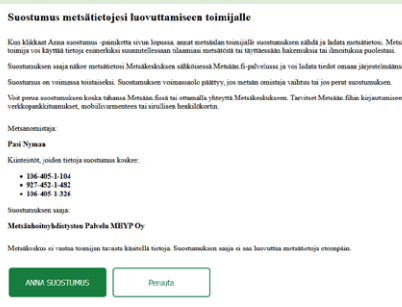 Suostumus metsätietojesi luovuttamiseen toimijalle
Kun klikkaat Anna suostumus -painiketta sivun lopussa, annat metsäalan toimijalle suostumuksen nähdä ja ladata metsätietosi.
toimija voi käyttää tietoja esimerkiksi suunnitellessaan tilaamiasi metsätöitä tai täyttäessään hakemuksia tai ilmoituksia puolestasi.
Suostumuksen saaja näkee metsätietosi Metsäkeskuksen sähköisessä Metsään.fi-palvelussa ja voi ladata tiedot omaan järjestelmäänsä
Suostumus on voimassa toistaiseksi. Suostumuksen voimassaolo päättyy, jos metsän omistaja vaihtuu tai jos perut suostumuksen.
Voit perua suostumuksen koska tahansa Metsään.fissä tai ottamalla yhteyttä Metsäkeskukseen. Tarvitset Metsään.fihin kirjautumiseen
verkkopankkitunnukset, mobiilivarmenteen tai sirullisen henkilökortin.
Metsänomistaja:
Pasi Nyman
Kiinteistöt, joiden tietoja suostumus koskee:
• 106-405-1-104
• 927-452-1-482
• 106-405-1-326
Suostumuksen saaja:
Metsänhoitoyhdistysten Palvelu MHYP Oy
Metsäkeskus ei vastaa toimijan tavasta käsitellä tietoja. Suostumuksen saaja ei saa luovuttaa metsätietoja eteenpäin.
ANNA SUOSTUMUS
Peruuta